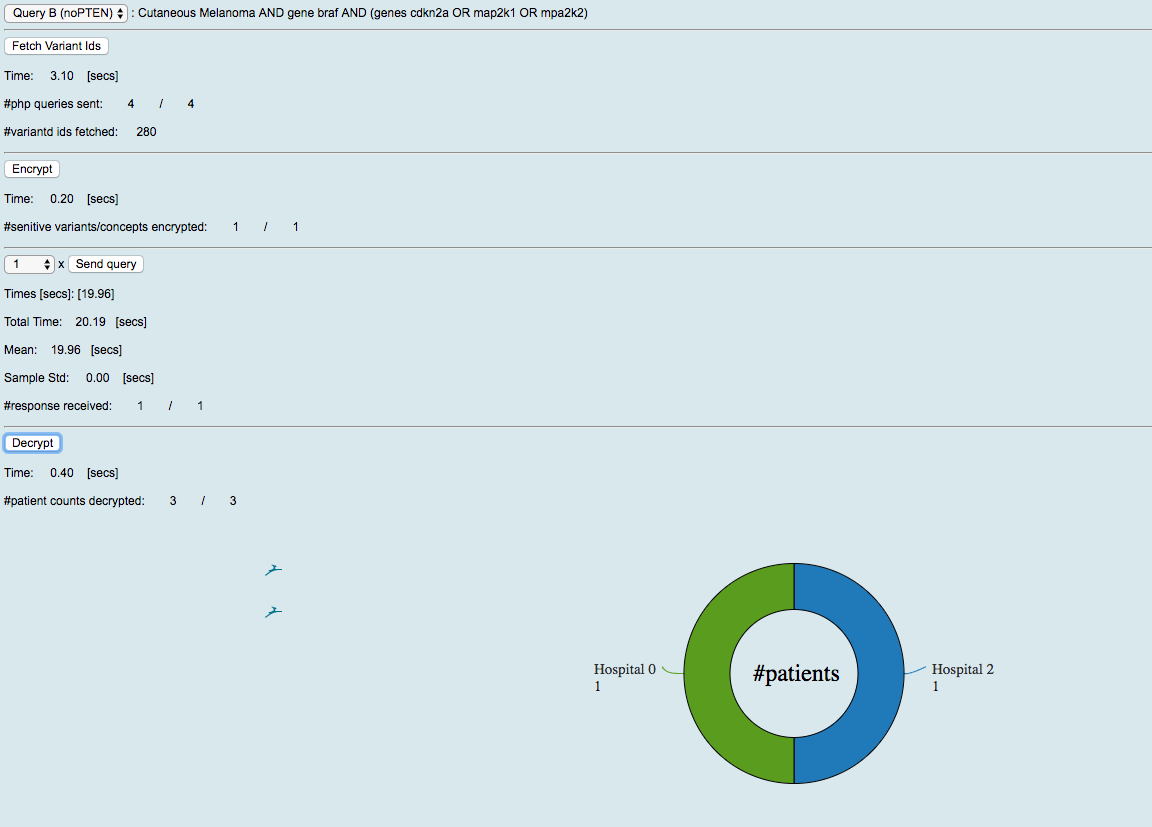 Query B (noPTEN) : Cutaneous Melanoma AND gene braf AND (genes cdkn2a OR map2k1 OR mpa2k2)
Fetch Variant Ids
Time: 3.10 [secs]
#php queries sent: 4 / 4
#variantd ids fetched: 280
Encrypt
Time: 0.20 [secs]
#senitive variants/concepts encrypted: 1 / 1
1 x Send query
Times [secs]: [19.96]
Total Time: 20.19 [secs]
Mean: 19.96 [secs]
Sample Std: 0.00 [secs]
#response received: 1 / 1
Decrypt
Time: 0.40 [secs]
#patient counts decrypted: 3 / 3
Hospital 0
1
#patients
Hospital 2
1